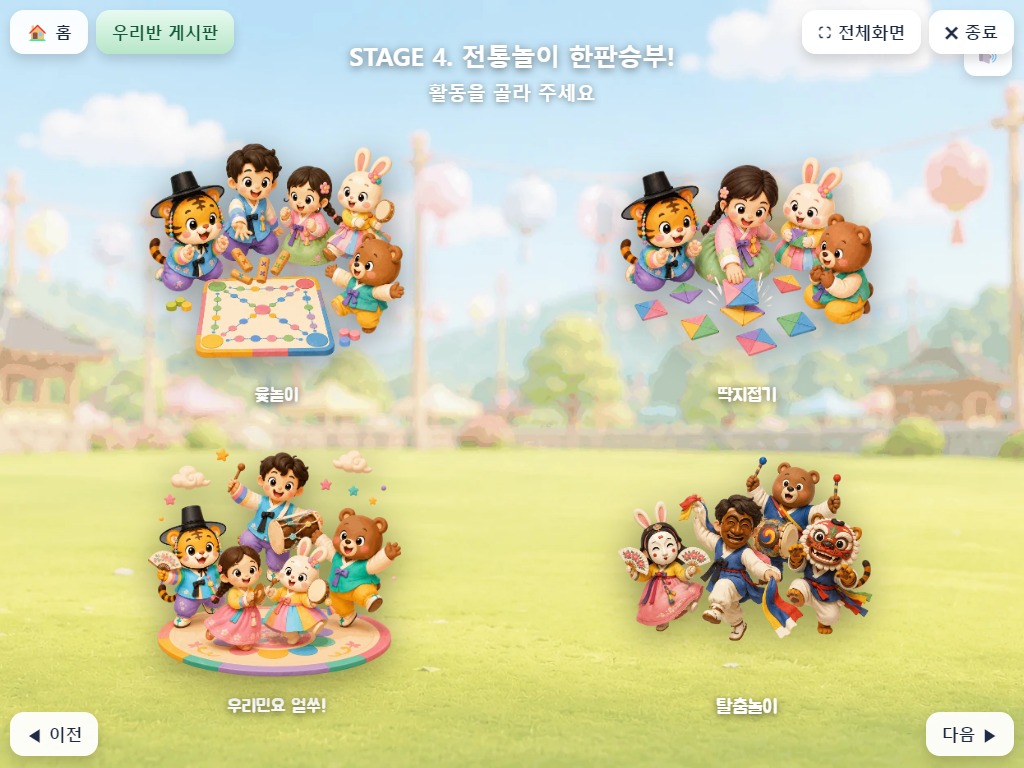 홈
우리반 게시판
전체화면
종료
STAGE 4. 전통놀이 한판승부!
활동을 골라 주세요
윷놀이
딱지접기
우리민요 얼쑤!
탈춤놀이
이전
다음